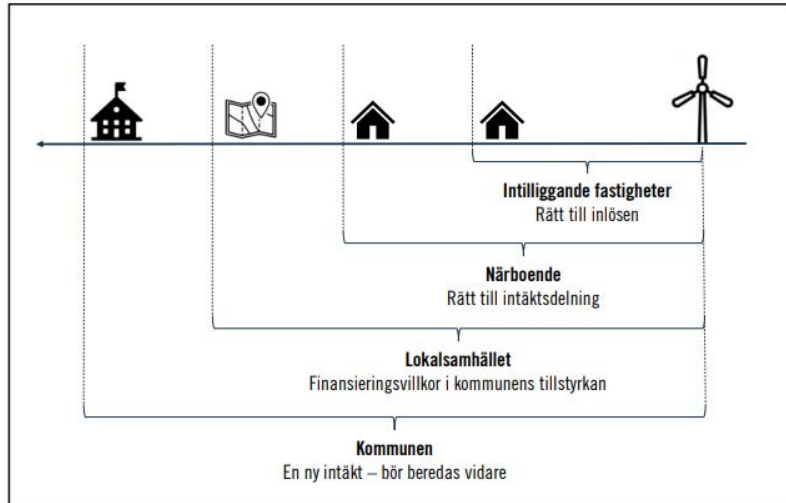 Intilliggande fastigheter
Rätt till inlösen
Närboende
Rätt till intäktsdelning
Lokalsamhället
Finansieringsvillkor i kommunens tillstyrkan
Kommunen
En ny intäkt – bör beredas vidare